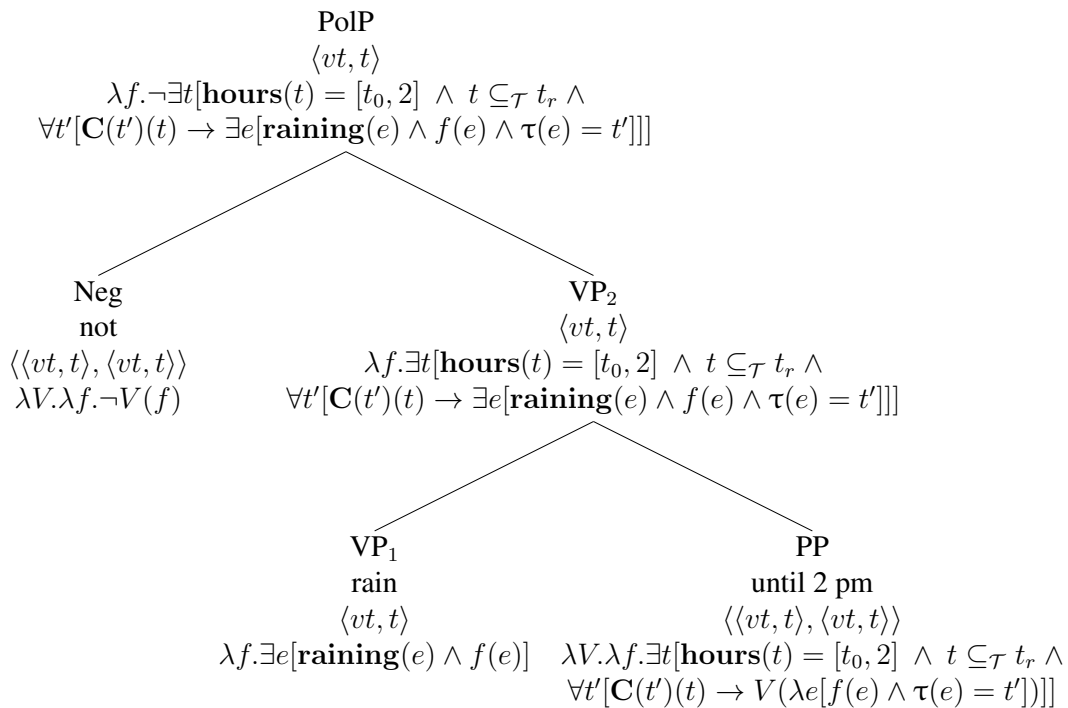 PolP
⟨vt, t⟩
λf.¬∃t[hours(t) = [t₀, 2] ∧ t ⊆_𝒯 t_r ∧
∀t′[C(t′)(t) → ∃e[raining(e) ∧ f(e) ∧ τ(e) = t′]]]
Neg
not
⟨⟨vt, t⟩, ⟨vt, t⟩⟩
λV.λf.¬V(f)
VP₂
⟨vt, t⟩
λf.∃t[hours(t) = [t₀, 2] ∧ t ⊆_𝒯 t_r ∧
∀t′[C(t′)(t) → ∃e[raining(e) ∧ f(e) ∧ τ(e) = t′]]]
VP₁
rain
⟨vt, t⟩
λf.∃e[raining(e) ∧ f(e)]
PP
until 2 pm
⟨⟨vt, t⟩, ⟨vt, t⟩⟩
λV.λf.∃t[hours(t) = [t₀, 2] ∧ t ⊆_𝒯 t_r ∧
∀t′[C(t′)(t) → V(λe[f(e) ∧ τ(e) = t′])]]